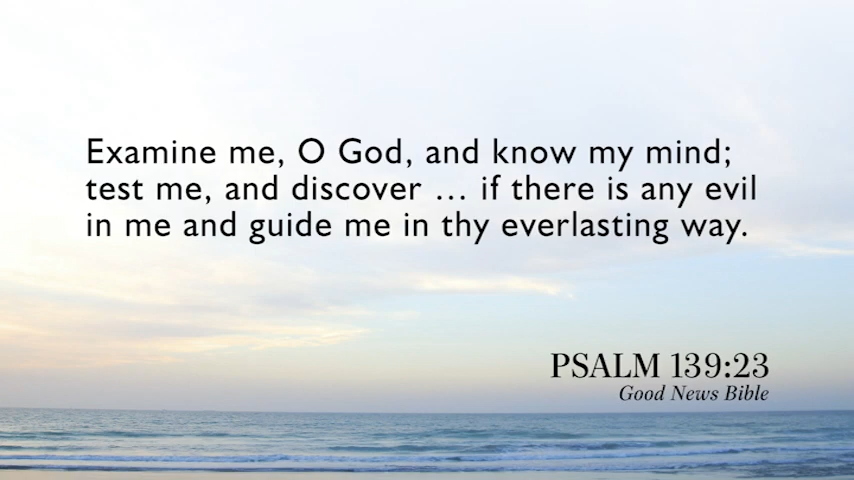 Examine me, O God, and know my mind;
test me, and discover … if there is any evil
in me and guide me in thy everlasting way.
PSALM 139:23
Good News Bible